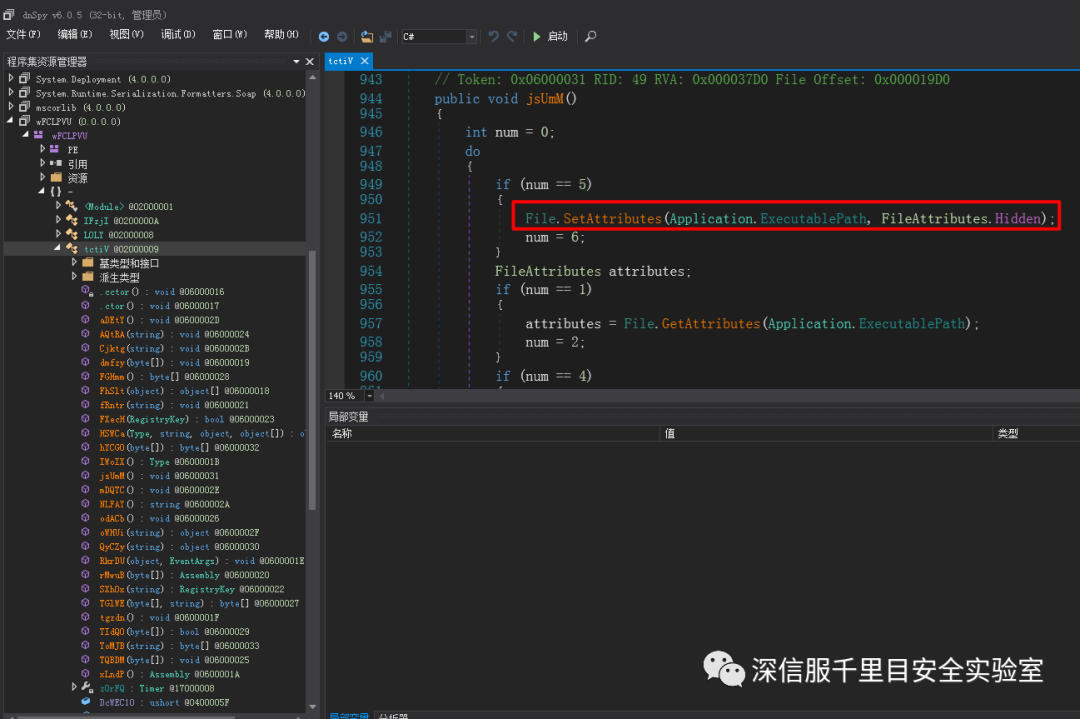 dnSpy v6.0.5 (32-bit, 管理员)
文件(F) 编辑(E) 视图(V) 调试(D) 窗口(W) 帮助(H) C# 启动
程序集资源管理器
System.Deployment (4.0.0.0)
System.Runtime.Serialization.Formatters.Soap (4.0.0.0)
mscorlib (4.0.0.0)
wFCLPVU (0.0.0.0)
wFCLPVU
PE
引用
资源
{ } -
<Module> @02000001
IFzjI @0200000A
LOLY @02000008
tctiV @02000009
基类型和接口
派生类型
.cctor() : void @06000016
.ctor() : void @06000017
aDEtY() : void @0600002D
AQtRA(string) : void @06000024
Cjktg(string) : void @0600002B
dmfzy(byte[]) : void @06000019
FGHmm() : byte[] @06000028
FhSlt(object) : object[] @06000018
fRntr(string) : void @06000021
FXecH(RegistryKey) : bool @06000023
HSWCa(Type, string, object, object[]) : o
hYCGO(byte[]) : byte[] @06000032
IWoIX() : Type @0600001B
jsUmM() : void @06000031
mDQTC() : void @0600002E
NLFAY() : string @0600002A
odACb() : void @06000026
oWHUi(string) : object @0600002F
QyCZy(string) : object @06000030
RkrDU(object, EventArgs) : void @0600001E
rMwuB(byte[]) : Assembly @06000020
SXhOz(string) : RegistryKey @06000022
TGlWE(byte[], string) : byte[] @06000027
tgzdn() : void @0600001F
TIdQO(byte[]) : bool @06000029
ToMJB(string) : byte[] @06000033
TQBDM(byte[]) : void @06000025
xLndP() : Assembly @0600001A
zOrFQ : Timer @17000008
DcWEC10 : ushort @0400005F
tctiV
943 // Token: 0x06000031 RID: 49 RVA: 0x000037D0 File Offset: 0x000019D0
944 public void jsUmM()
945 {
946 int num = 0;
947 do
948 {
949 if (num == 5)
950 {
951 File.SetAttributes(Application.ExecutablePath, FileAttributes.Hidden);
952 num = 6;
953 }
954 FileAttributes attributes;
955 if (num == 1)
956 {
957 attributes = File.GetAttributes(Application.ExecutablePath);
958 num = 2;
959 }
960 if (num == 4)
140 %
局部变量
名称 值 类型
深信服千里目安全实验室
局部变量 分析器